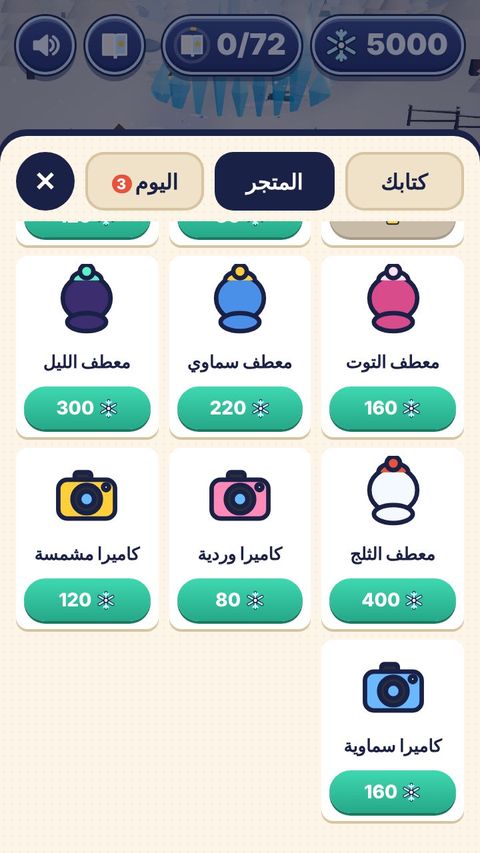 5000
0/72
كتابك
المتجر
اليوم 3
معطف التوت
160
معطف سماوي
220
معطف الليل
300
معطف الثلج
400
كاميرا وردية
80
كاميرا مشمسة
120
كاميرا سماوية
160